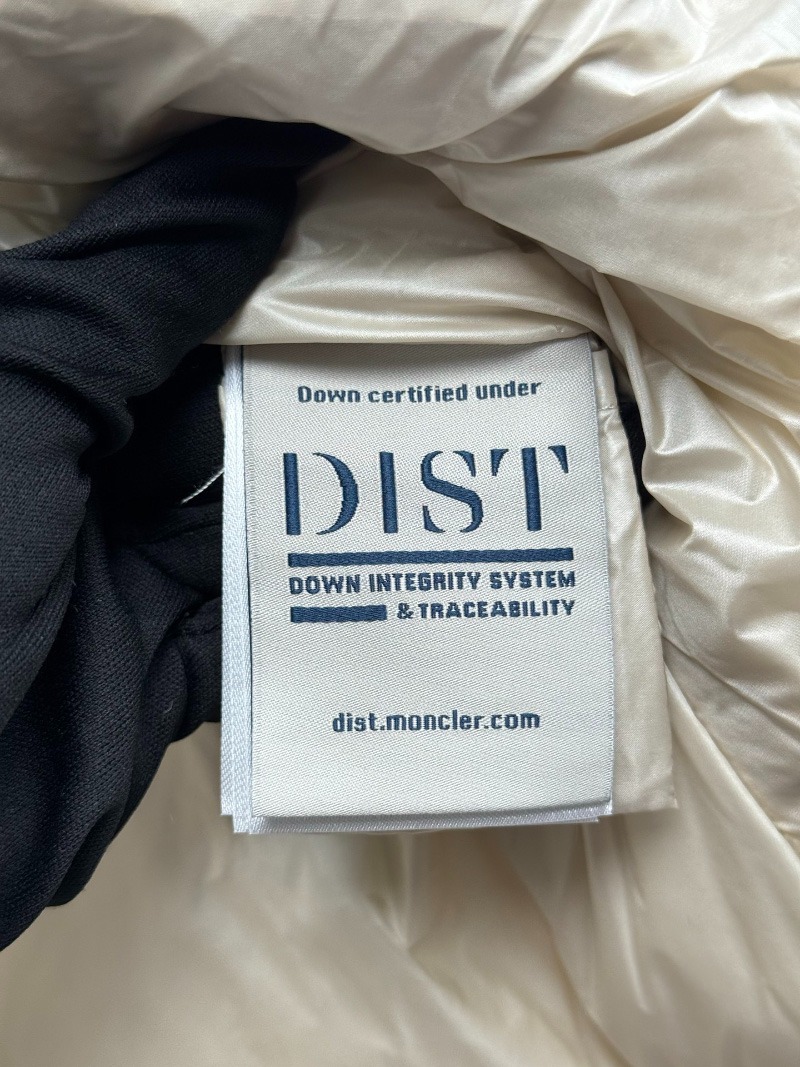 Down certified under
DIST
DOWN INTEGRITY SYSTEM
& TRACEABILITY
dist.moncler.com